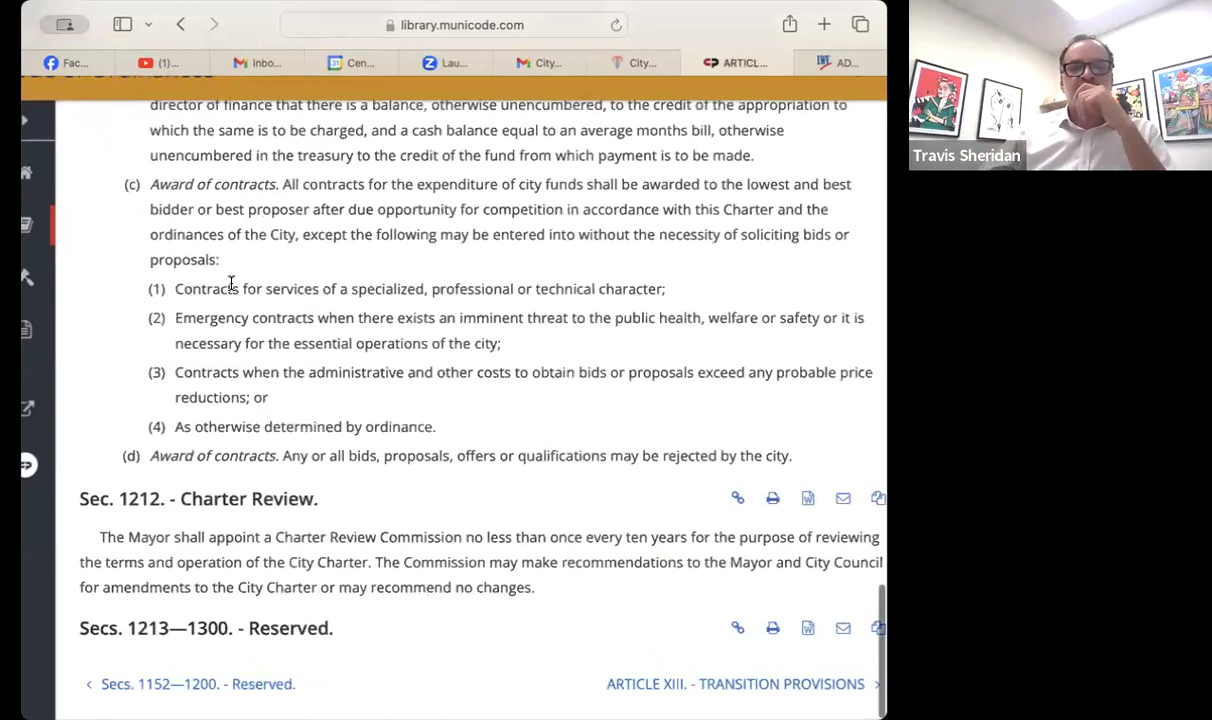 library.municode.com
Fac...
(1)...
Inbo...
Cen...
Lau...
City...
City...
ARTICL...
AD...
director of finance that there is a balance, otherwise unencumbered, to the credit of the appropriation to
which the same is to be charged, and a cash balance equal to an average months bill, otherwise
unencumbered in the treasury to the credit of the fund from which payment is to be made.
(c) Award of contracts. All contracts for the expenditure of city funds shall be awarded to the lowest and best
bidder or best proposer after due opportunity for competition in accordance with this Charter and the
ordinances of the City, except the following may be entered into without the necessity of soliciting bids or
proposals:
(1) Contracts for services of a specialized, professional or technical character;
(2) Emergency contracts when there exists an imminent threat to the public health, welfare or safety or it is
necessary for the essential operations of the city;
(3) Contracts when the administrative and other costs to obtain bids or proposals exceed any probable price
reductions; or
(4) As otherwise determined by ordinance.
(d) Award of contracts. Any or all bids, proposals, offers or qualifications may be rejected by the city.
Sec. 1212. - Charter Review.
The Mayor shall appoint a Charter Review Commission no less than once every ten years for the purpose of reviewing
the terms and operation of the City Charter. The Commission may make recommendations to the Mayor and City Council
for amendments to the City Charter or may recommend no changes.
Secs. 1213—1300. - Reserved.
Secs. 1152—1200. - Reserved.
ARTICLE XIII. - TRANSITION PROVISIONS
Travis Sheridan